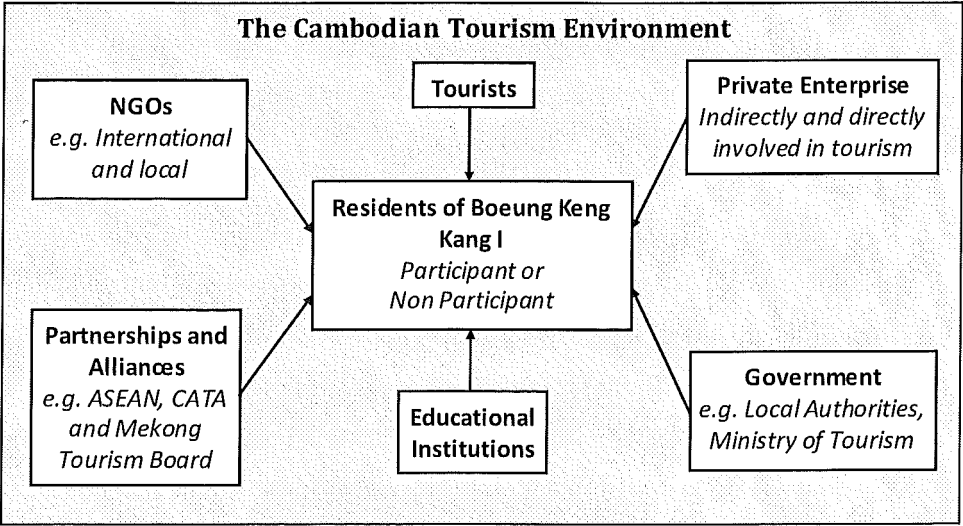 The Cambodian Tourism Environment
NGOs
e.g. International
and local
Tourists
Private Enterprise
Indirectly and directly
involved in tourism
Residents of Boeung Keng
Kang I
Participant or
Non Participant
Partnerships and
Alliances
e.g. ASEAN, CATA
and Mekong
Tourism Board
Educational
Institutions
Government
e.g. Local Authorities,
Ministry of Tourism